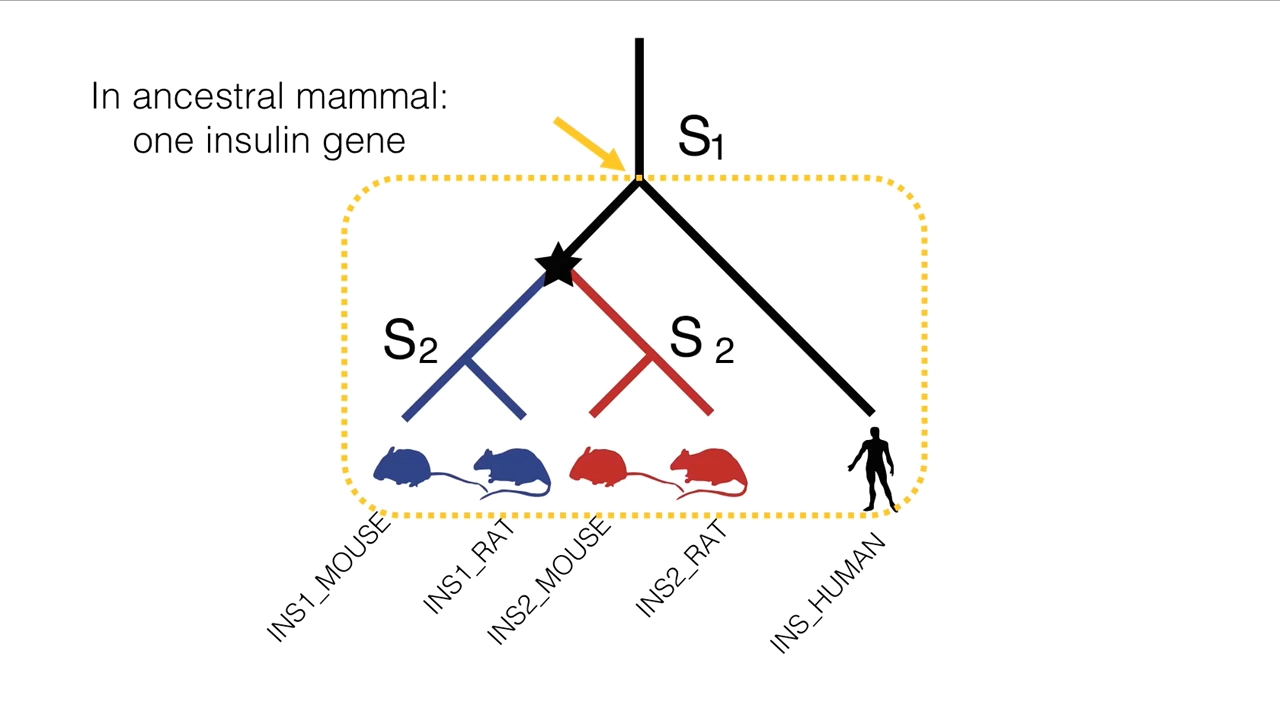 In ancestral mammal:
one insulin gene
S1
S2
S 2
INS1_MOUSE
INS1_RAT
INS2_MOUSE
INS2_RAT
INS_HUMAN